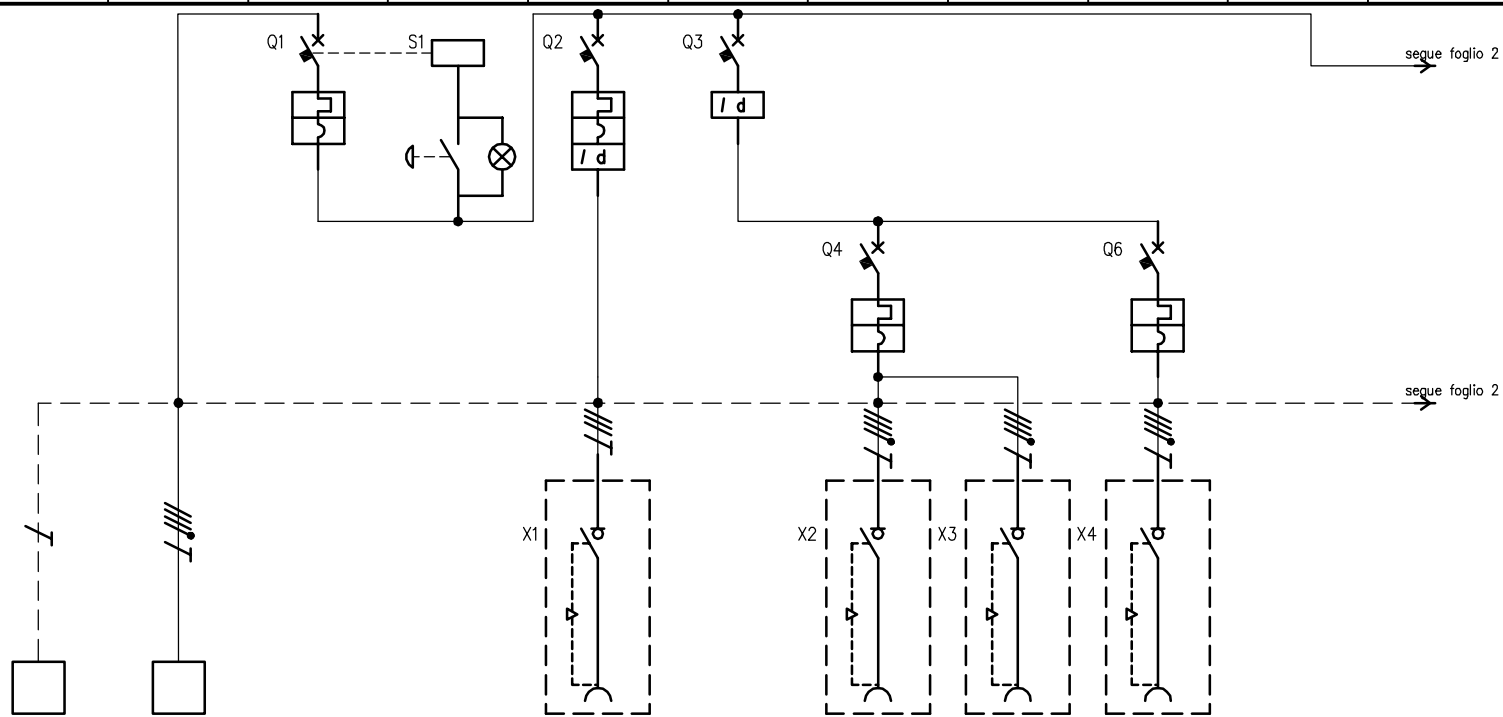 Q1
S1
Q2
Q3
segue foglio 2
I d
I d
Q4
Q6
segue foglio 2
X1
X2
X3
X4